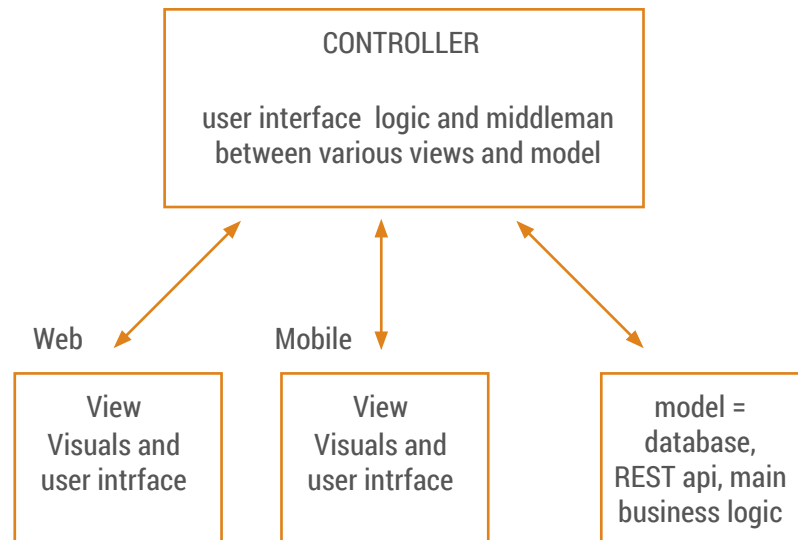 CONTROLLER
user interface logic and middleman
between various views and model
Web
Mobile
View
Visuals and
user intrface
View
Visuals and
user intrface
model =
database,
REST api, main
business logic